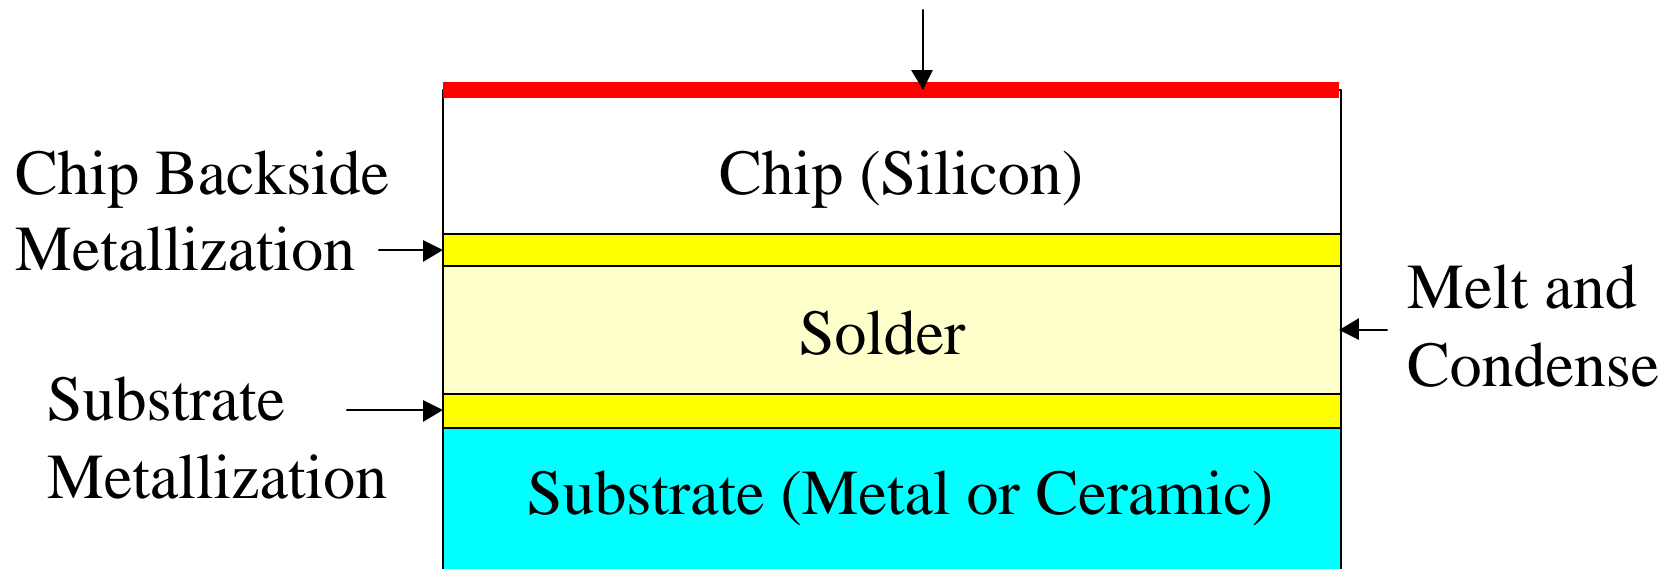 Chip Backside
Metallization
Chip (Silicon)
Melt and
Condense
Solder
Substrate
Metallization
Substrate (Metal or Ceramic)